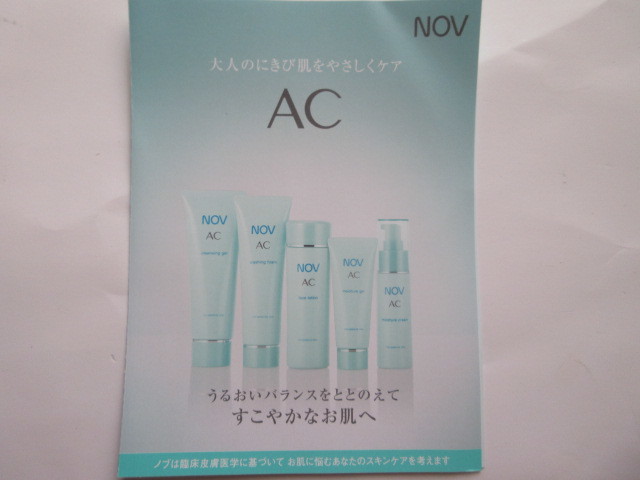 NOV
大人のにきび肌をやさしくケア
AC
NOV
AC
cleansing gel
NOV
AC
NOV
AC
NOV
AC
NOV
AC
うるおいバランスをととのえて
すこやかなお肌へ
ノブは臨床皮膚医学に基づいて お肌に悩むあなたのスキンケアを考えます